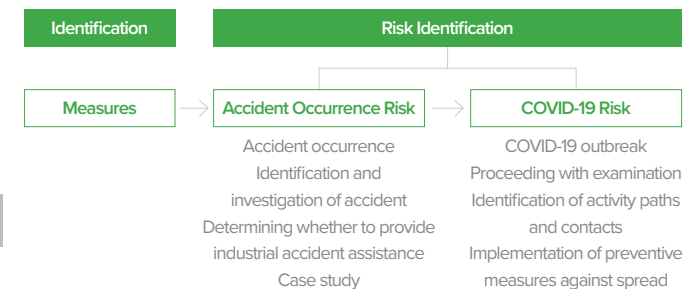 Identification
Risk Identification
Measures
Accident Occurrence Risk
COVID-19 Risk
Accident occurrence
Identification and
investigation of accident
Determining whether to provide
industrial accident assistance
Case study
COVID-19 outbreak
Proceeding with examination
Identification of activity paths
and contacts
Implementation of preventive
measures against spread